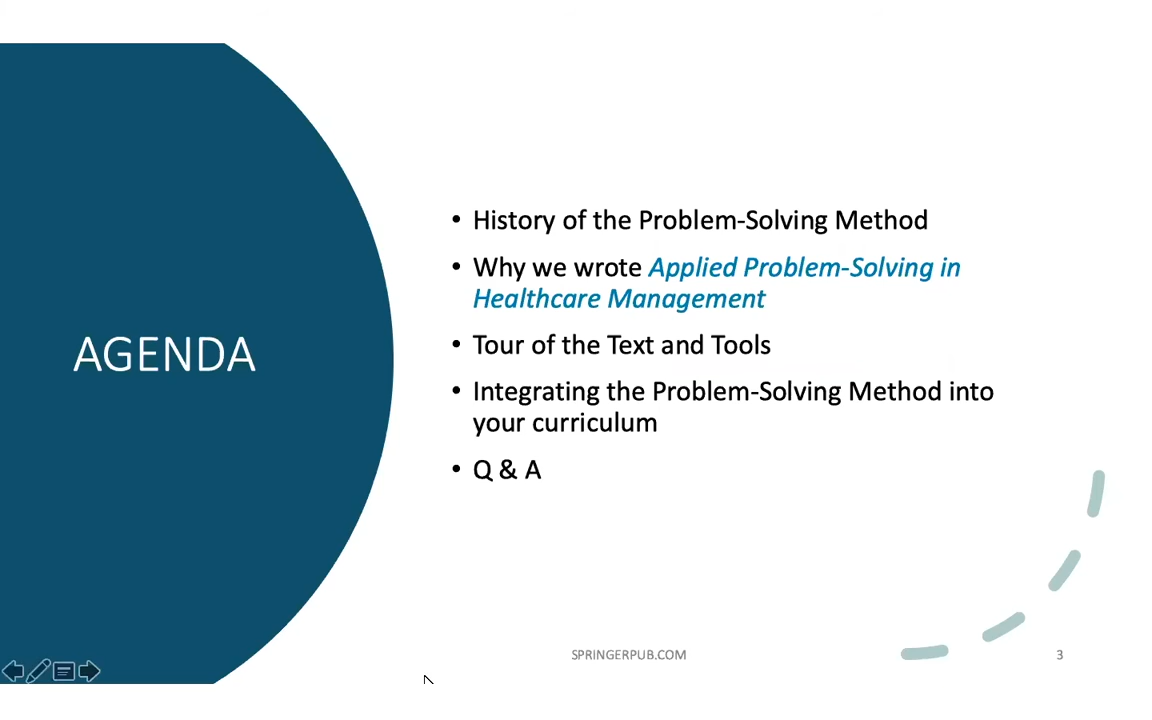 AGENDA
• History of the Problem-Solving Method
• Why we wrote Applied Problem-Solving in
Healthcare Management
• Tour of the Text and Tools
• Integrating the Problem-Solving Method into
your curriculum
• Q & A
SPRINGERPUB.COM
3